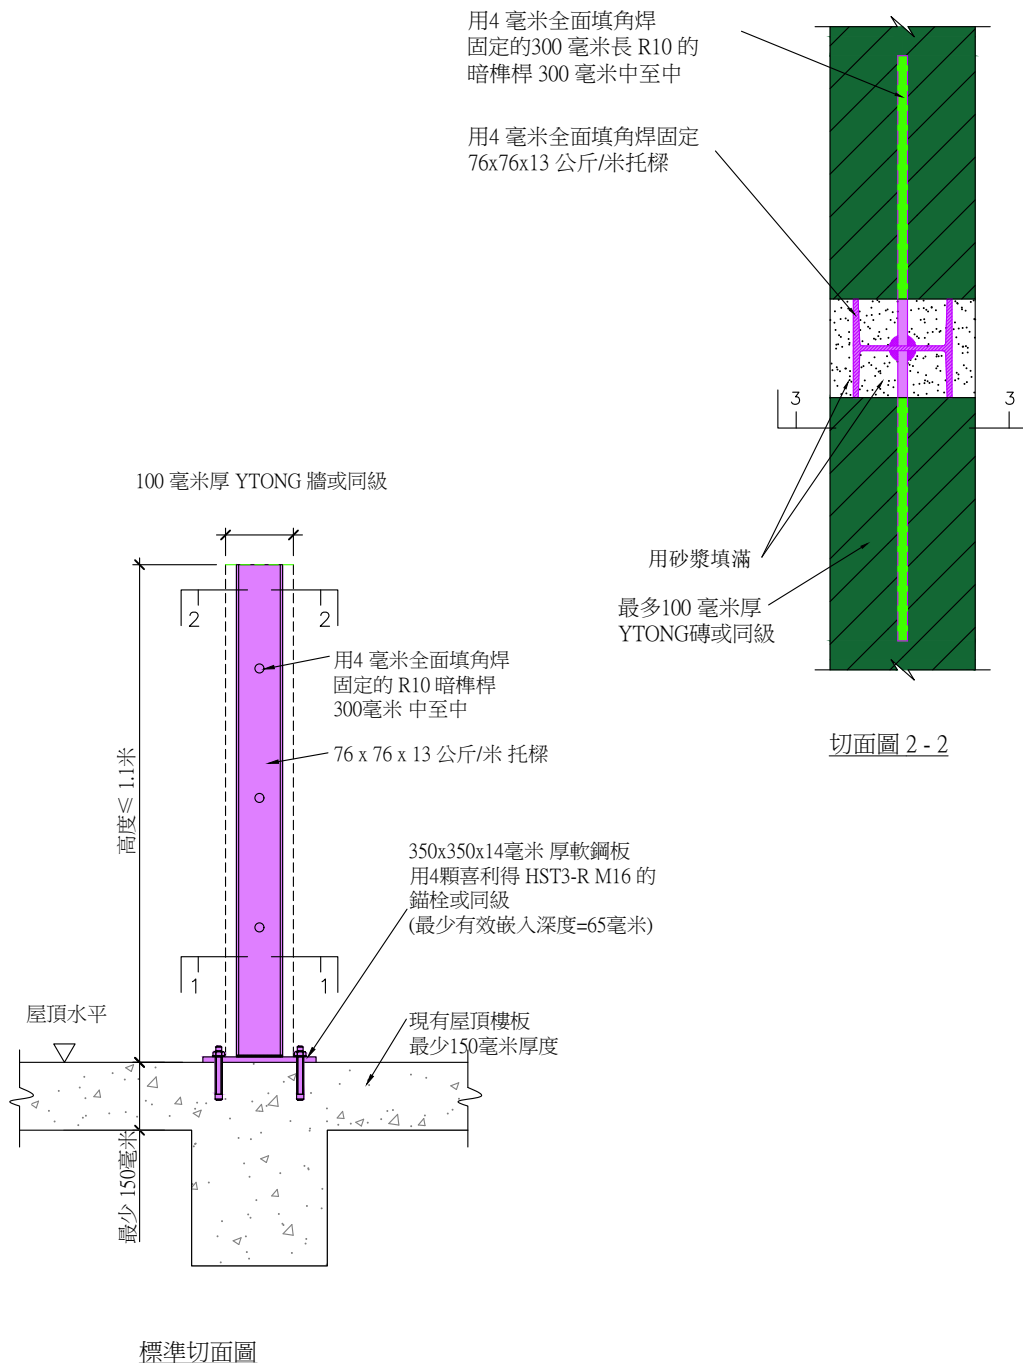 用4 毫米全面填角焊
固定的300 毫米長 R10 的
暗榫桿 300 毫米中至中
用4 毫米全面填角焊固定
76x76x13 公斤/米托樑
3
3
用砂漿填滿
最多100 毫米厚
YTONG磚或同級
切面圖 2 - 2
100 毫米厚 YTONG 牆或同級
2
2
用4 毫米全面填角焊
固定的 R10 暗榫桿
300毫米 中至中
76 x 76 x 13 公斤/米 托樑
高度≤ 1.1米
350x350x14毫米 厚軟鋼板
用4顆喜利得 HST3-R M16 的
錨栓或同級
(最少有效嵌入深度=65毫米)
1
1
屋頂水平
現有屋頂樓板
最少150毫米厚度
最少 150毫米
標準切面圖